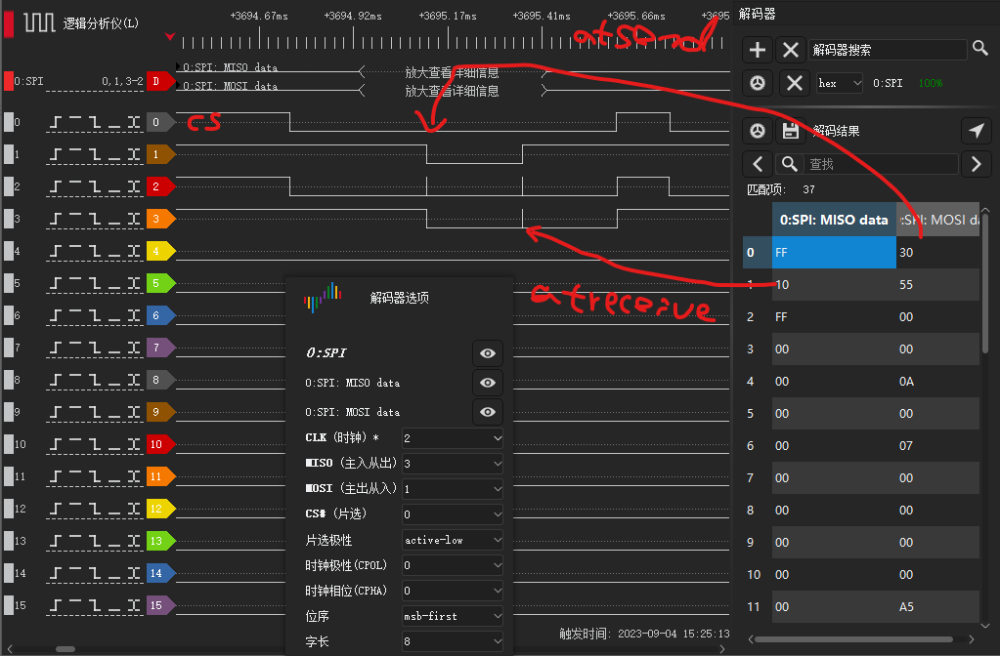 逻辑分析仪(L)
+3694.67ms +3694.92ms +3695.17ms +3695.41ms +3695.66ms +3695
0:SPI 0,1,3-2 D
0:SPI: MISO data 放大查看详细信息
0:SPI: MOSI data 放大查看详细信息
atsend
0 0 cs
1 1
2 2
3 3
4 4
5 5
6 6
7 7
8 8
9 9
10 10
11 11
12 12
13 13
14 14
15 15
atreceive
解码器选项
0:SPI
0:SPI: MISO data
0:SPI: MOSI data
CLK (时钟) * 2
MISO (主入从出) 3
MOSI (主出从入) 1
CS# (片选) 0
片选极性 active-low
时钟极性(CPOL) 0
时钟相位(CPHA) 0
位序 msb-first
字长 8
触发时间: 2023-09-04 15:25:13
解码器
解码器搜索
hex 0:SPI 100%
解码结果
查找
匹配项: 37
0:SPI: MISO data :SPI: MOSI da
0 FF 30
1 10 55
2 FF 00
3 00 00
4 00 0A
5 00 00
6 00 07
7 00 00
8 00 00
9 00 00
10 00 00
11 00 A5